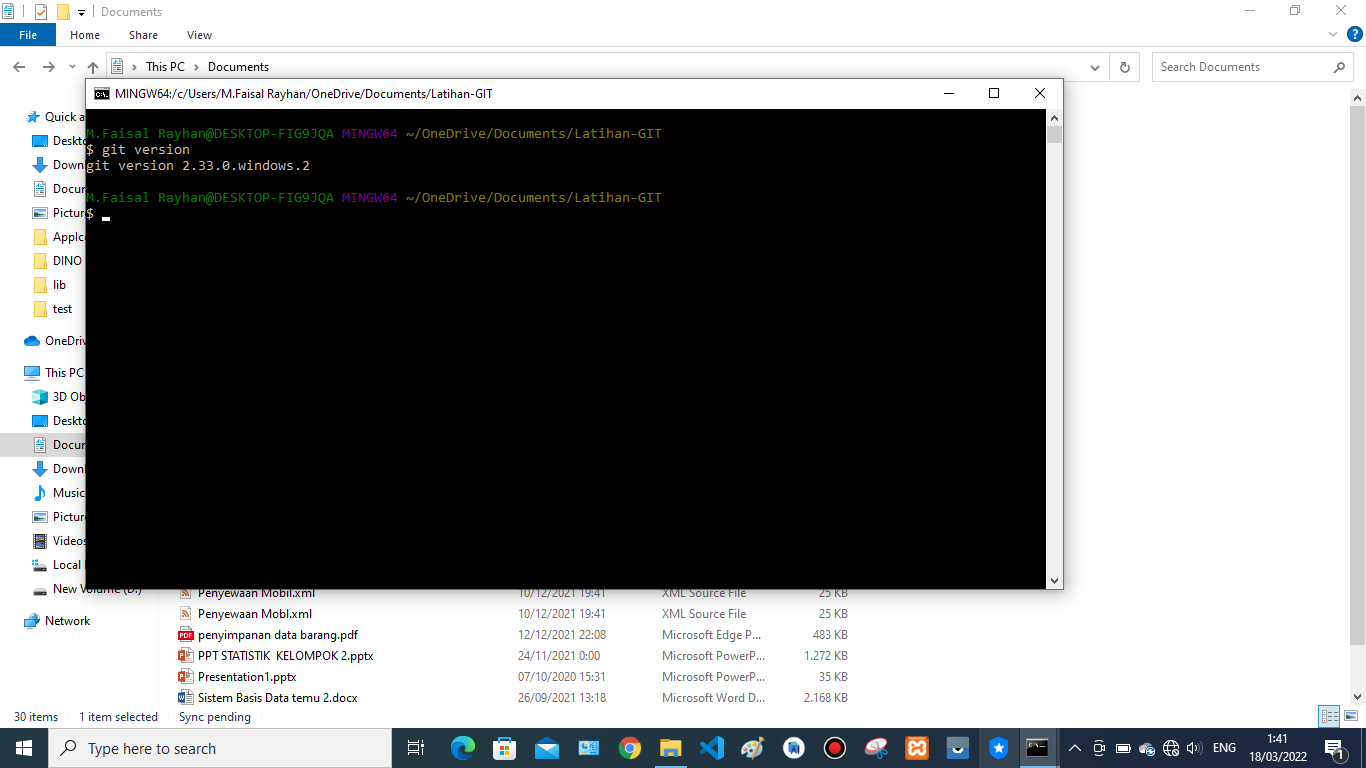 Documents
File Home Share View
This PC > Documents
Search Documents
MINGW64:/c/Users/M.Faisal Rayhan/OneDrive/Documents/Latihan-GIT
M.Faisal Rayhan@DESKTOP-FIG9JQA MINGW64 ~/OneDrive/Documents/Latihan-GIT
$ git version
git version 2.33.0.windows.2
M.Faisal Rayhan@DESKTOP-FIG9JQA MINGW64 ~/OneDrive/Documents/Latihan-GIT
$
Quick a
Deskto
Down
Docur
Pictur
Applco
DINO
lib
test
OneDriv
This PC
3D Obj
Deskto
Docur
Downl
Music
Pictur
Videos
Local
New Volume (D:)
Network
Penyewaan Mobil.xml 10/12/2021 19:41 XML Source File 25 KB
Penyewaan Mobl.xml 10/12/2021 19:41 XML Source File 25 KB
penyimpanan data barang.pdf 12/12/2021 22:08 Microsoft Edge P... 483 KB
PPT STATISTIK KELOMPOK 2.pptx 24/11/2021 0:00 Microsoft PowerP... 1.272 KB
Presentation1.pptx 07/10/2020 15:31 Microsoft PowerP... 35 KB
Sistem Basis Data temu 2.docx 26/09/2021 13:18 Microsoft Word D... 2.168 KB
30 items 1 item selected Sync pending
Type here to search
ENG
1:41
18/03/2022
1